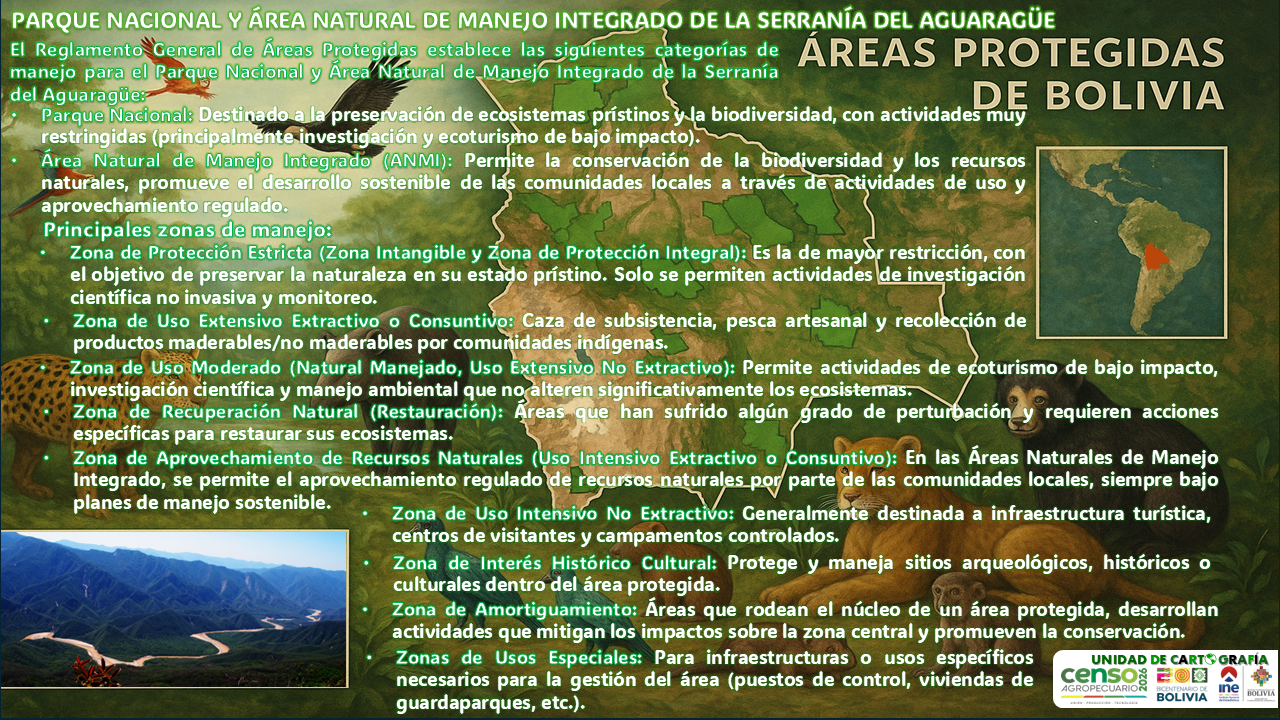 PARQUE NACIONAL Y ÁREA NATURAL DE MANEJO INTEGRADO DE LA SERRANÍA DEL AGUARAGÜE
ÁREAS PROTEGIDAS
DE BOLIVIA
El Reglamento General de Áreas Protegidas establece las siguientes categorías de
manejo para el Parque Nacional y Área Natural de Manejo Integrado de la Serranía
del Aguaragüe:
• Parque Nacional: Destinado a la preservación de ecosistemas prístinos y la biodiversidad, con actividades muy
restringidas (principalmente investigación y ecoturismo de bajo impacto).
• Área Natural de Manejo Integrado (ANMI): Permite la conservación de la biodiversidad y los recursos
naturales, promueve el desarrollo sostenible de las comunidades locales a través de actividades de uso y
aprovechamiento regulado.
Principales zonas de manejo:
• Zona de Protección Estricta (Zona Intangible y Zona de Protección Integral): Es la de mayor restricción, con
el objetivo de preservar la naturaleza en su estado prístino. Solo se permiten actividades de investigación
científica no invasiva y monitoreo.
• Zona de Uso Extensivo Extractivo o Consuntivo: Caza de subsistencia, pesca artesanal y recolección de
productos maderables/no maderables por comunidades indígenas.
• Zona de Uso Moderado (Natural Manejado, Uso Extensivo No Extractivo): Permite actividades de ecoturismo de bajo impacto,
investigación científica y manejo ambiental que no alteren significativamente los ecosistemas.
• Zona de Recuperación Natural (Restauración): Áreas que han sufrido algún grado de perturbación y requieren acciones
específicas para restaurar sus ecosistemas.
• Zona de Aprovechamiento de Recursos Naturales (Uso Intensivo Extractivo o Consuntivo): En las Áreas Naturales de Manejo
Integrado, se permite el aprovechamiento regulado de recursos naturales por parte de las comunidades locales, siempre bajo
planes de manejo sostenible.
• Zona de Uso Intensivo No Extractivo: Generalmente destinada a infraestructura turística,
centros de visitantes y campamentos controlados.
• Zona de Interés Histórico Cultural: Protege y maneja sitios arqueológicos, históricos o
culturales dentro del área protegida.
• Zona de Amortiguamiento: Áreas que rodean el núcleo de un área protegida, desarrollan
actividades que mitigan los impactos sobre la zona central y promueven la conservación.
• Zonas de Usos Especiales: Para infraestructuras o usos específicos
necesarios para la gestión del área (puestos de control, viviendas de
guardaparques, etc.).
UNIDAD DE CARTOGRAFÍA
censo
AGROPECUARIO
2026
BICENTENARIO DE
BOLIVIA
ine
BOLIVIA